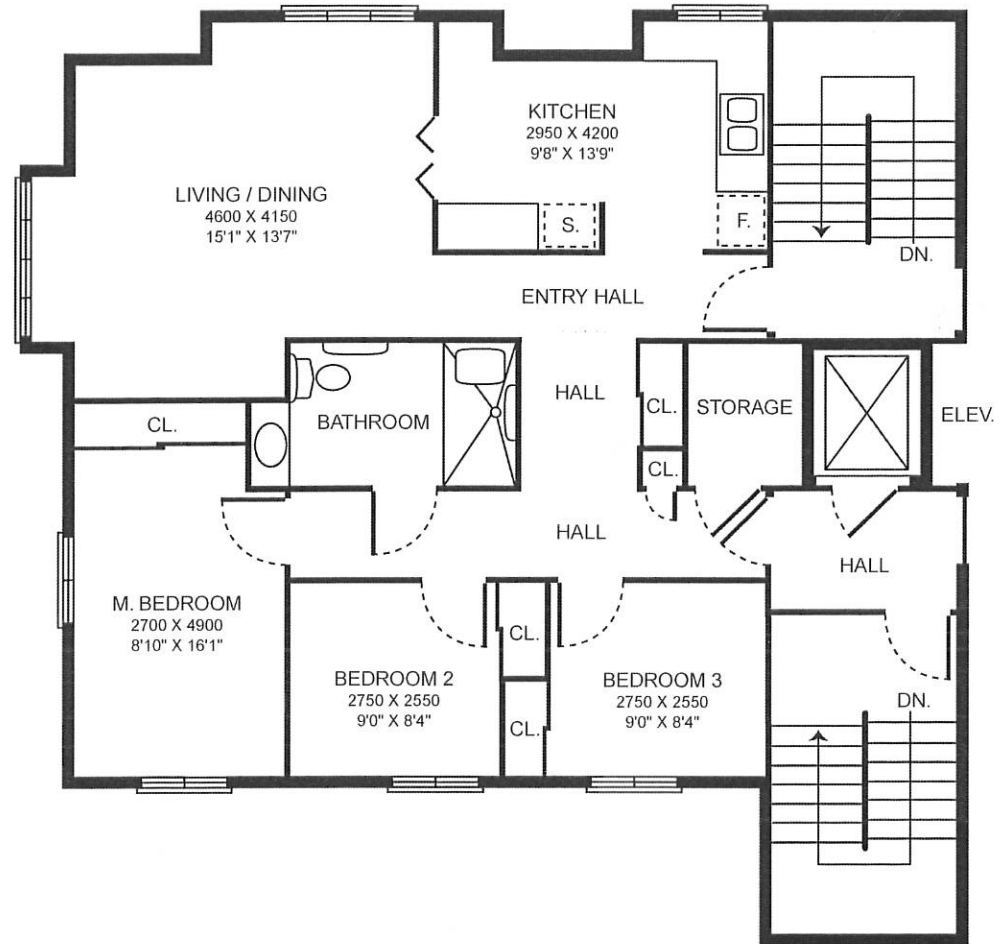 KITCHEN
2950 X 4200
9'8" X 13'9"
LIVING / DINING
4600 X 4150
15'1" X 13'7"
S.
F.
DN.
ENTRY HALL
HALL
CL.
STORAGE
ELEV.
CL.
BATHROOM
CL.
HALL
HALL
M. BEDROOM
2700 X 4900
8'10" X 16'1"
BEDROOM 2
2750 X 2550
9'0" X 8'4"
CL.
CL.
BEDROOM 3
2750 X 2550
9'0" X 8'4"
DN.